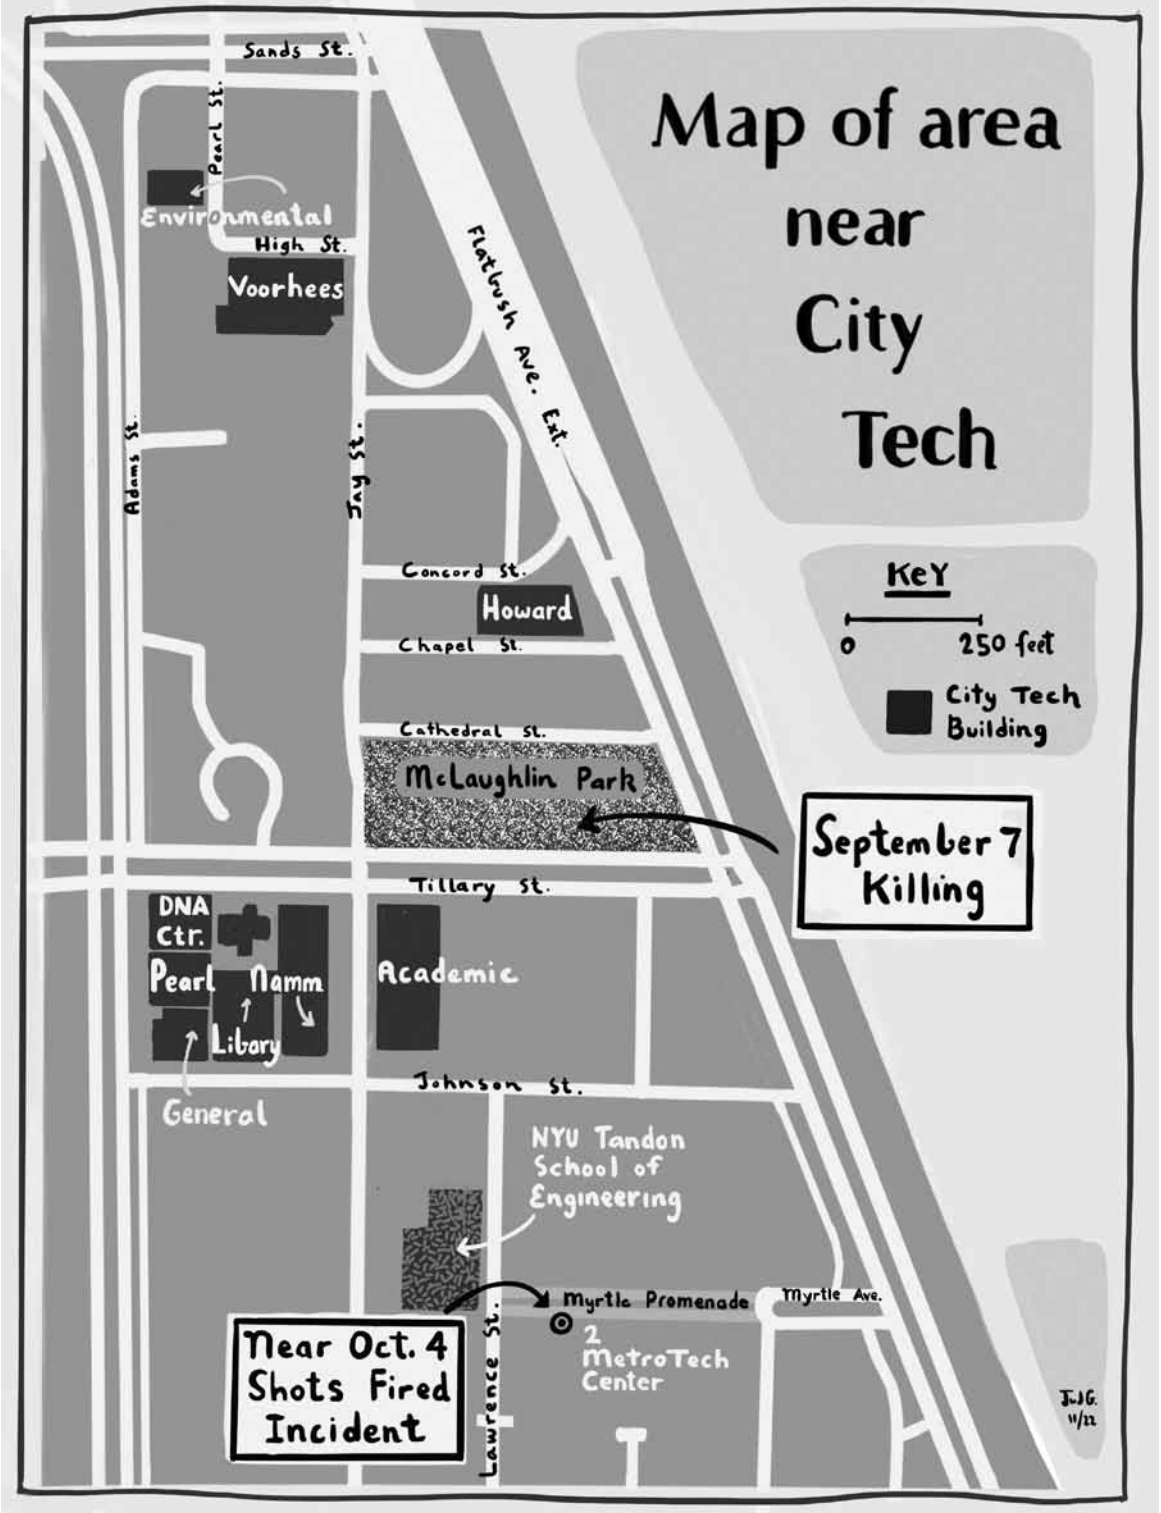 Map of area
near
City
Tech
Sands St.
Pearl St.
Environmental
High St.
Voorhees
Flatbush Ave. Ext.
Adams St.
Jay St.
Concord St.
Howard
Chapel St.
Cathedral St.
McLaughlin Park
KeY
0 250 feet
City Tech
Building
September 7
Killing
Tillary St.
DNA
Ctr.
Pearl
Namm
Libary
General
Academic
Johnson St.
NYU Tandon
School of
Engineering
Myrtle Promenade
Myrtle Ave.
2
MetroTech
Center
Lawrence St.
Near Oct. 4
Shots Fired
Incident
11/22